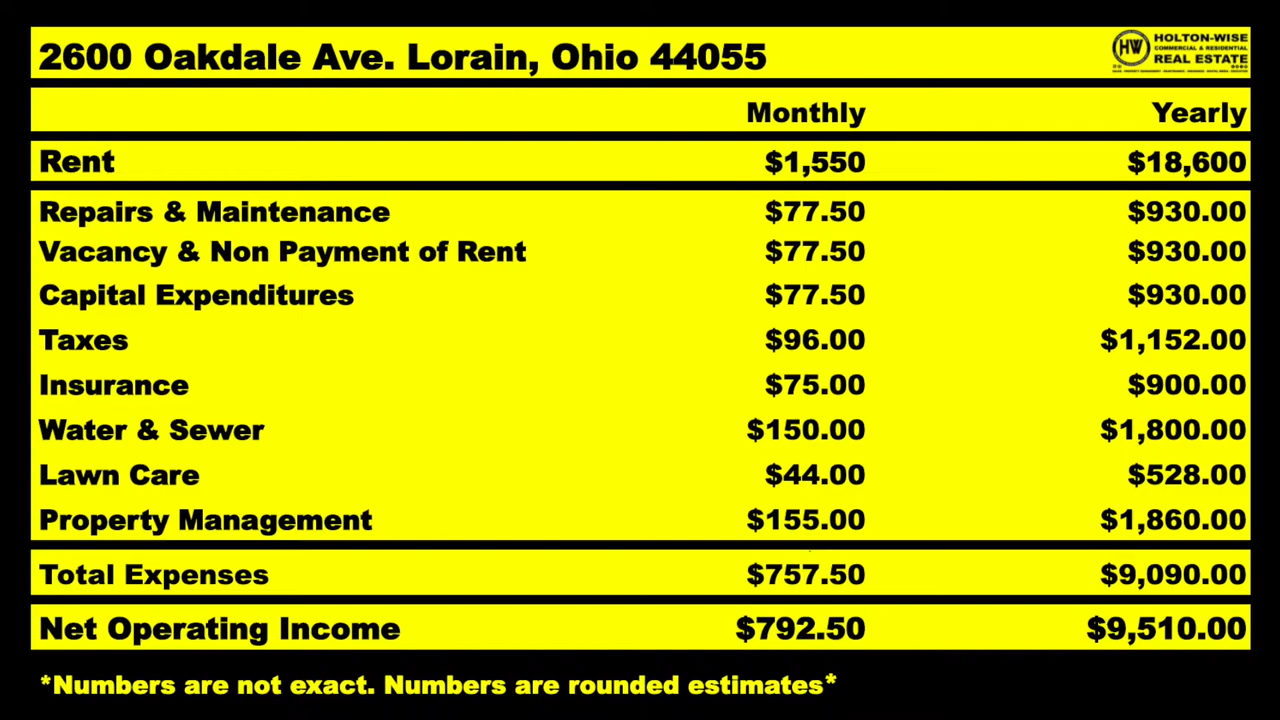 2600 Oakdale Ave. Lorain, Ohio 44055
HW
HOLTON-WISE
COMMERCIAL & RESIDENTIAL
REAL ESTATE
Monthly Yearly
Rent $1,550 $18,600
Repairs & Maintenance $77.50 $930.00
Vacancy & Non Payment of Rent $77.50 $930.00
Capital Expenditures $77.50 $930.00
Taxes $96.00 $1,152.00
Insurance $75.00 $900.00
Water & Sewer $150.00 $1,800.00
Lawn Care $44.00 $528.00
Property Management $155.00 $1,860.00
Total Expenses $757.50 $9,090.00
Net Operating Income $792.50 $9,510.00
*Numbers are not exact. Numbers are rounded estimates*